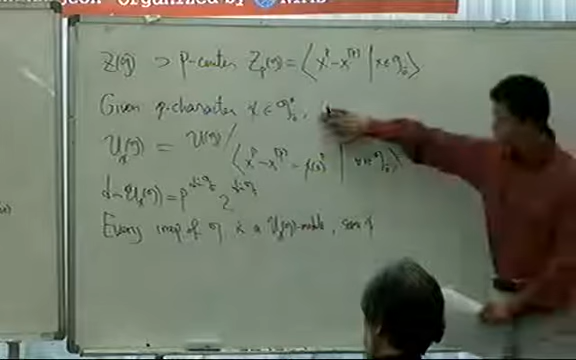 Organized by NIMS
Z(𝔤) ⊃ p-center Z_p(𝔤) = ⟨ x^p − x^[p] | x ∈ 𝔤_0̄ ⟩
Given p-character χ ∈ 𝔤_0̄^*,
U_χ(𝔤) = U(𝔤) / ⟨ x^p − x^[p] − χ(x)^p | x ∈ 𝔤_0̄ ⟩
dim U_χ(𝔤) = p^dim 𝔤_0̄ 2^dim 𝔤_1̄
Every irrep of 𝔤 is a U_χ(𝔤)-module, some χ